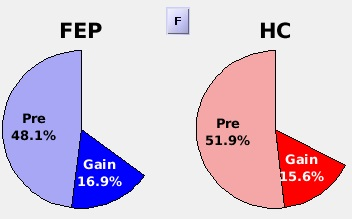 F
FEP
HC
Pre
48.1%
Gain
16.9%
Pre
51.9%
Gain
15.6%